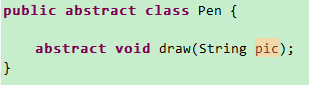 public abstract class Pen {
abstract void draw(String pic);
}